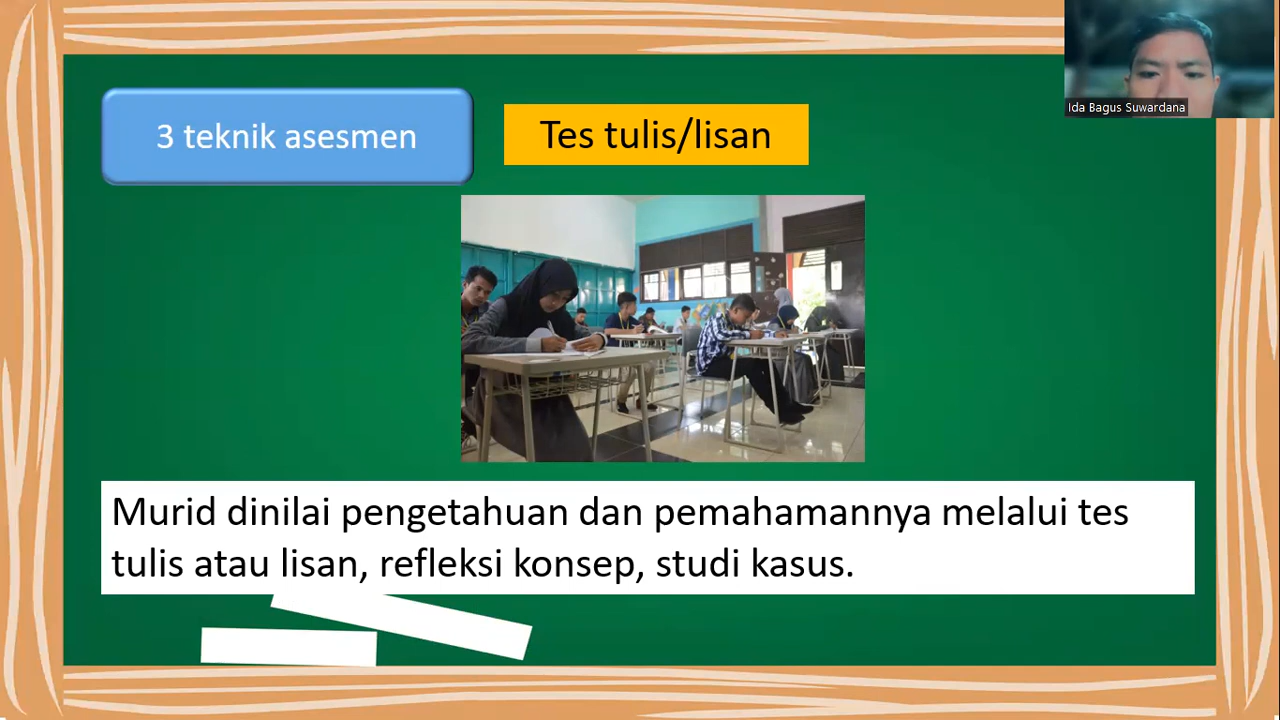 3 teknik asesmen
Tes tulis/lisan
Ida Bagus Suwardana
Murid dinilai pengetahuan dan pemahamannya melalui tes
tulis atau lisan, refleksi konsep, studi kasus.